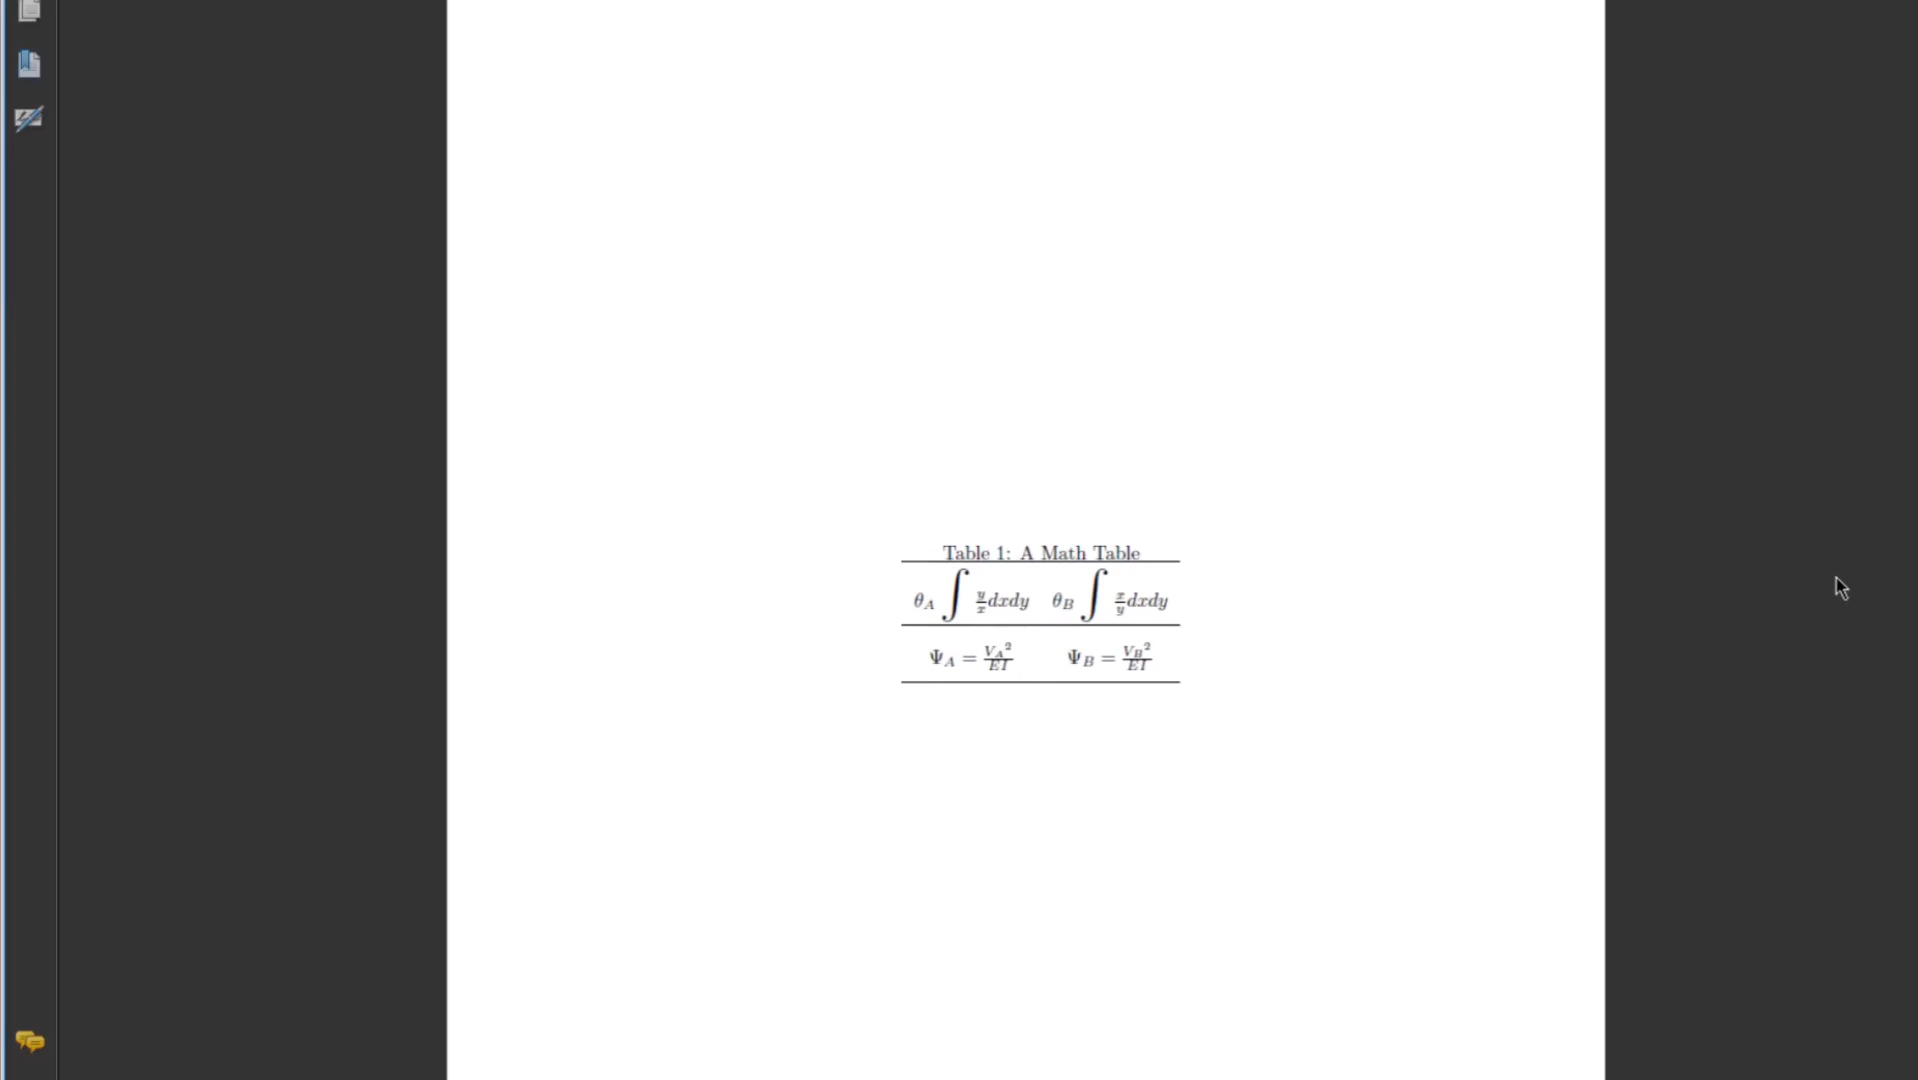 Table 1: A Math Table
θ_A ∫ y/x dxdy θ_B ∫ x/y dxdy
Ψ_A = V_A²/EI Ψ_B = V_B²/EI